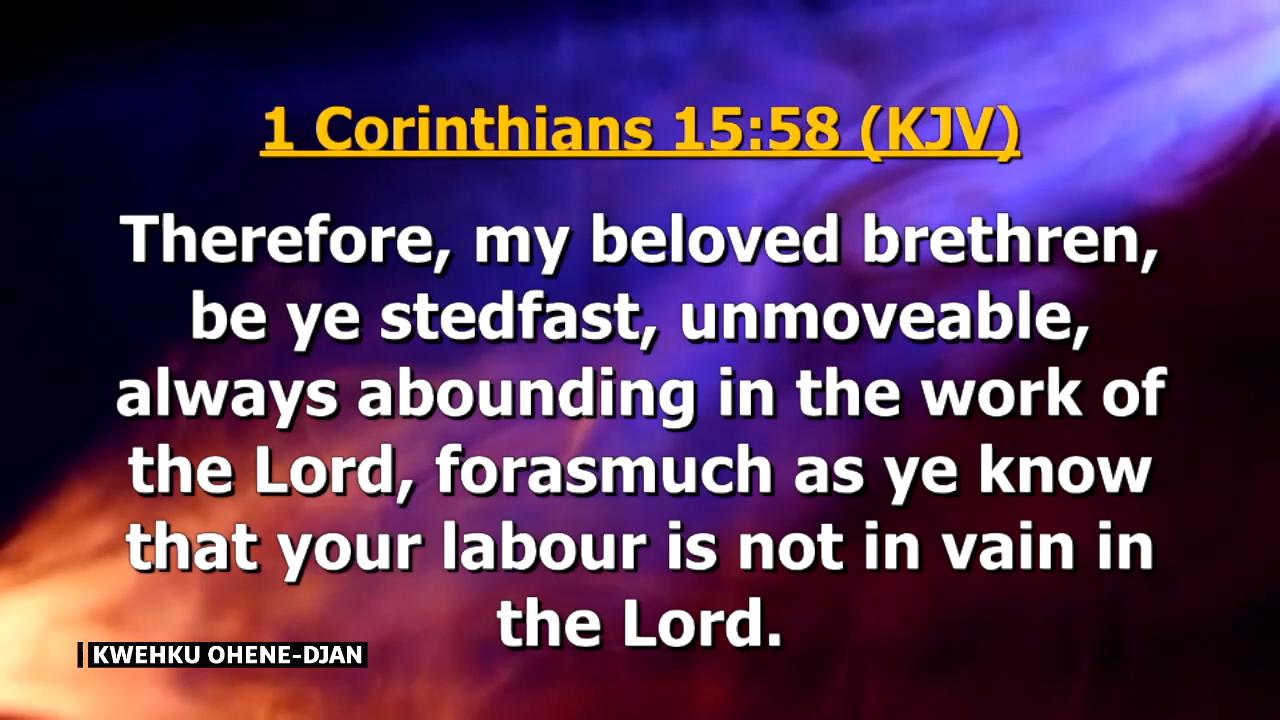 1 Corinthians 15:58 (KJV)
Therefore, my beloved brethren,
be ye stedfast, unmoveable,
always abounding in the work of
the Lord, forasmuch as ye know
that your labour is not in vain in
the Lord.
KWEHKU OHENE-DJAN